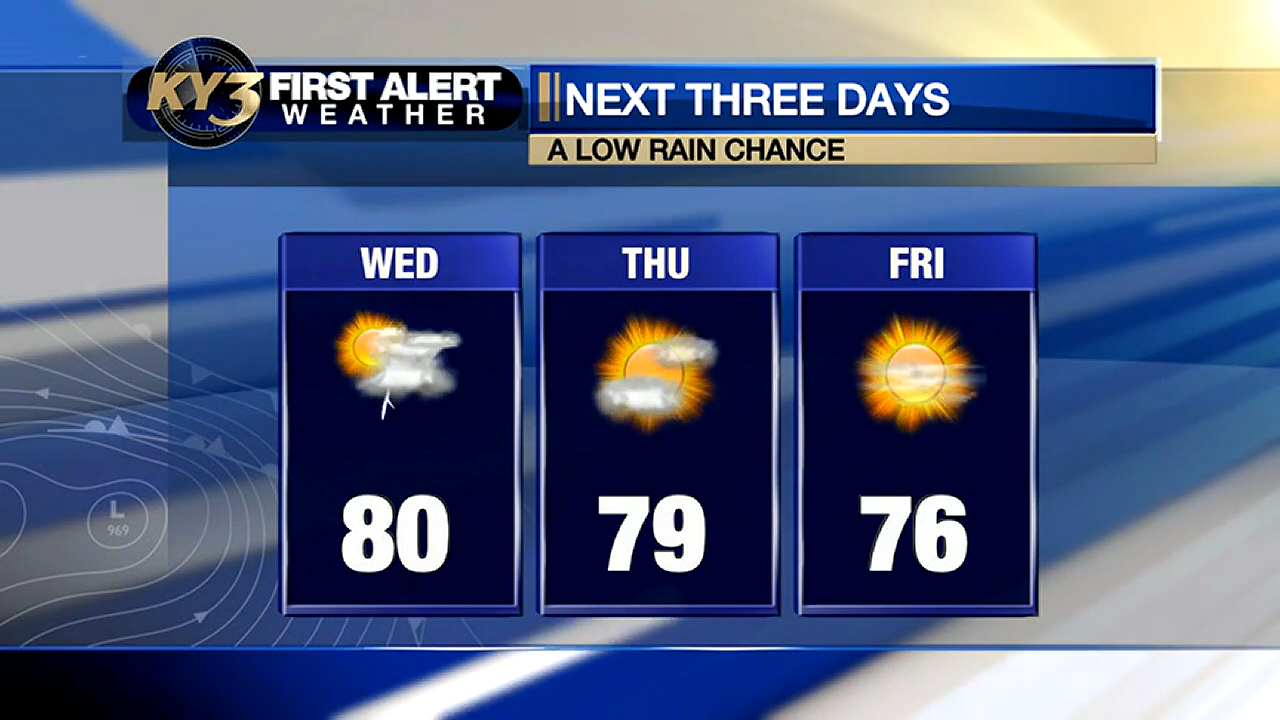 KY3 FIRST ALERT
WEATHER
NEXT THREE DAYS
A LOW RAIN CHANCE
WED THU FRI
80 79 76
L
969